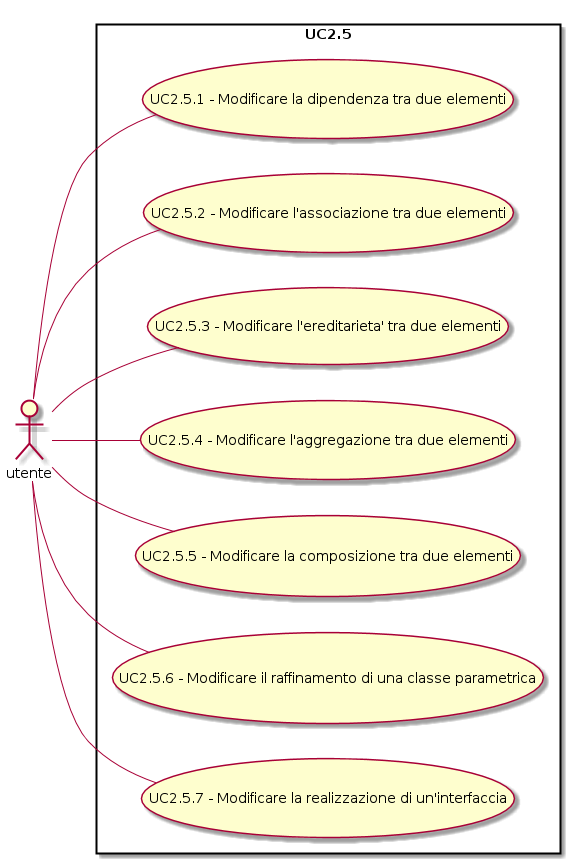 UC2.5
UC2.5.1 - Modificare la dipendenza tra due elementi
UC2.5.2 - Modificare l'associazione tra due elementi
UC2.5.3 - Modificare l'ereditarieta' tra due elementi
UC2.5.4 - Modificare l'aggregazione tra due elementi
utente
UC2.5.5 - Modificare la composizione tra due elementi
UC2.5.6 - Modificare il raffinamento di una classe parametrica
UC2.5.7 - Modificare la realizzazione di un'interfaccia